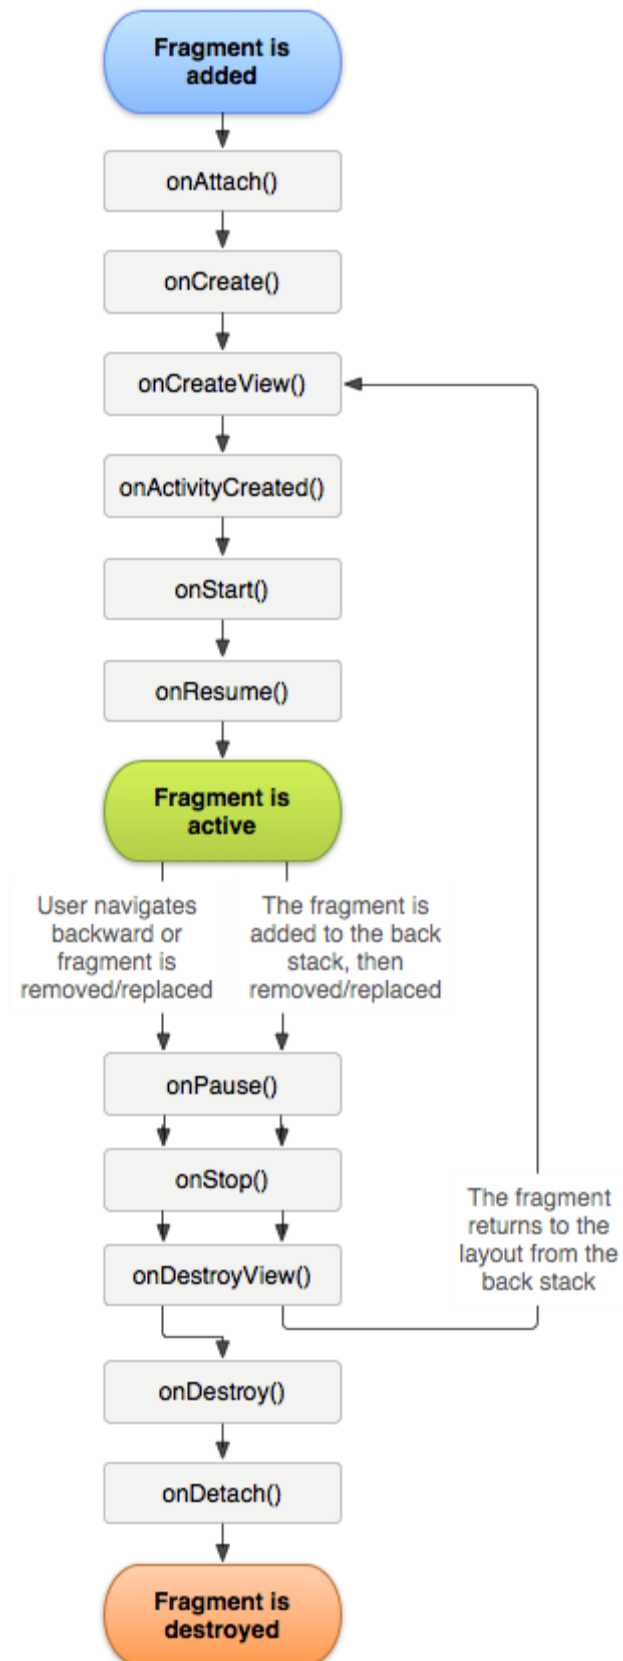 Fragment is
added
onAttach()
onCreate()
onCreateView()
onActivityCreated()
onStart()
onResume()
Fragment is
active
User navigates
backward or
fragment is
removed/replaced
The fragment is
added to the back
stack, then
removed/replaced
onPause()
onStop()
onDestroyView()
The fragment
returns to the
layout from the
back stack
onDestroy()
onDetach()
Fragment is
destroyed